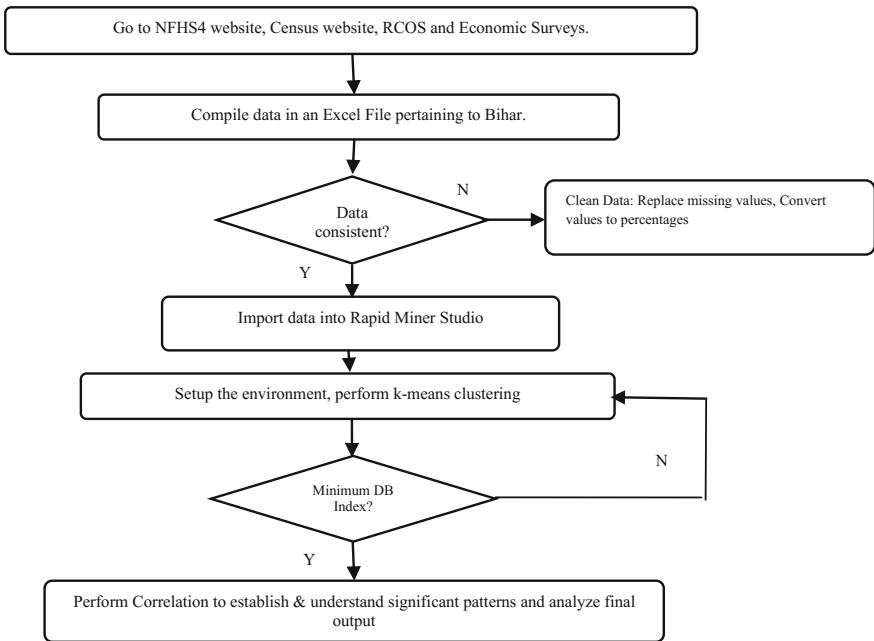 Go to NFHS4 website, Census website, RCOS and Economic Surveys.
Compile data in an Excel File pertaining to Bihar.
N
Data
consistent?
Clean Data: Replace missing values, Convert
values to percentages
Y
Import data into Rapid Miner Studio
Setup the environment, perform k-means clustering
N
Minimum DB
Index?
Y
Perform Correlation to establish & understand significant patterns and analyze final
output